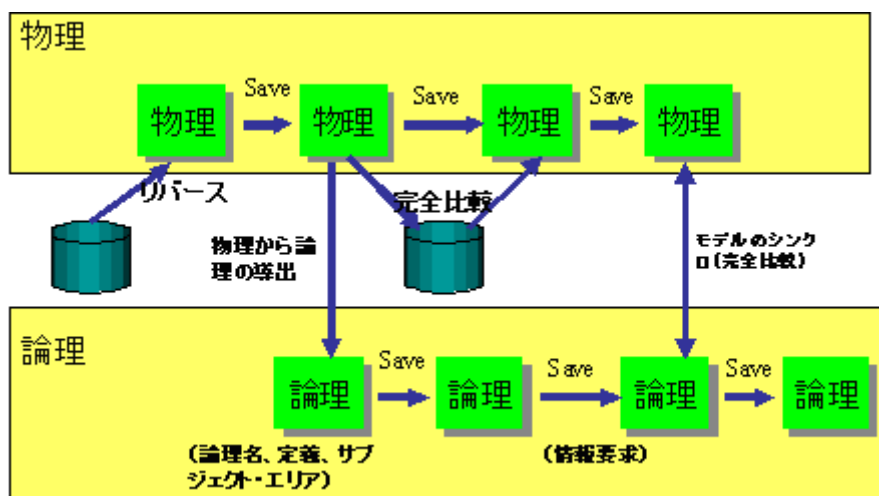 物理
Save
Save
Save
物理
物理
物理
物理
リバース
完全比較
物理から論
理の導出
モデルのシンク
ロ(完全比較)
論理
Save
Save
Save
論理
論理
論理
論理
(論理名、定義、サブ
ジェクト・エリア)
(情報要求)